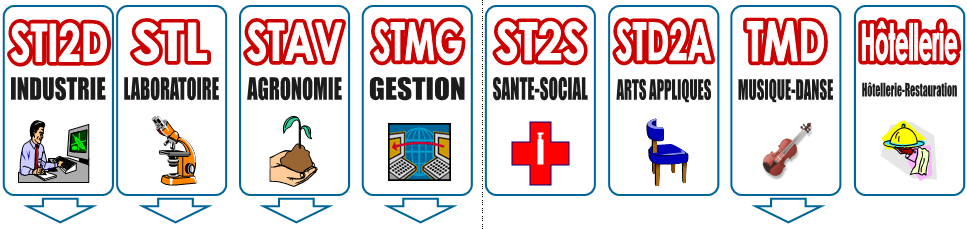 STI2D
INDUSTRIE
STL
LABORATOIRE
STAV
AGRONOMIE
STMG
GESTION
ST2S
SANTE-SOCIAL
STD2A
ARTS APPLIQUES
TMD
MUSIQUE-DANSE
Hôtellerie
Hôtellerie-Restauration